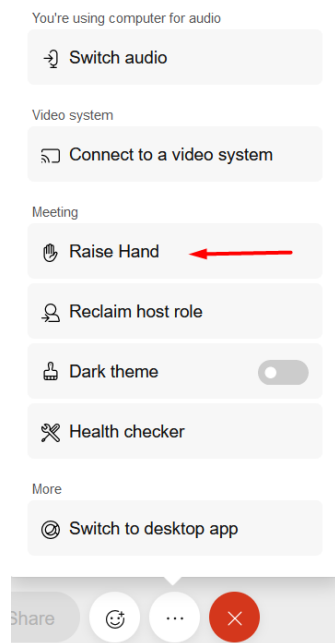 You're using computer for audio
Switch audio
Video system
Connect to a video system
Meeting
Raise Hand
Reclaim host role
Dark theme
Health checker
More
Switch to desktop app
Share